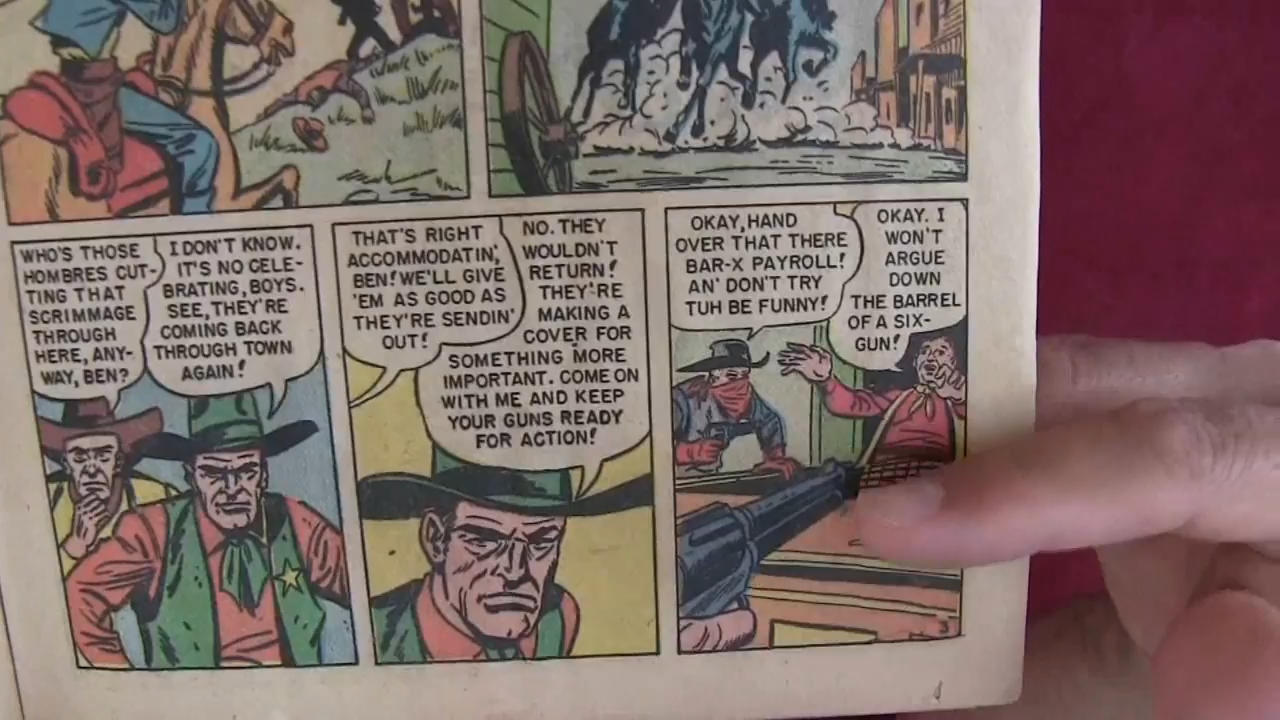 WHO'S THOSE
HOMBRES CUT-
TING THAT
SCRIMMAGE
THROUGH
HERE, ANY-
WAY, BEN?
I DON'T KNOW.
IT'S NO CELE-
BRATING, BOYS.
SEE, THEY'RE
COMING BACK
THROUGH TOWN
AGAIN!
THAT'S RIGHT
ACCOMMODATIN',
BEN! WE'LL GIVE
'EM AS GOOD AS
THEY'RE SENDIN'
OUT!
NO. THEY
WOULDN'T
RETURN!
THEY'RE
MAKING A
COVER FOR
SOMETHING MORE
IMPORTANT. COME ON
WITH ME AND KEEP
YOUR GUNS READY
FOR ACTION!
OKAY, HAND
OVER THAT THERE
BAR-X PAYROLL!
AN' DON'T TRY
TUH BE FUNNY!
OKAY. I
WON'T
ARGUE
DOWN
THE BARREL
OF A SIX-
GUN!